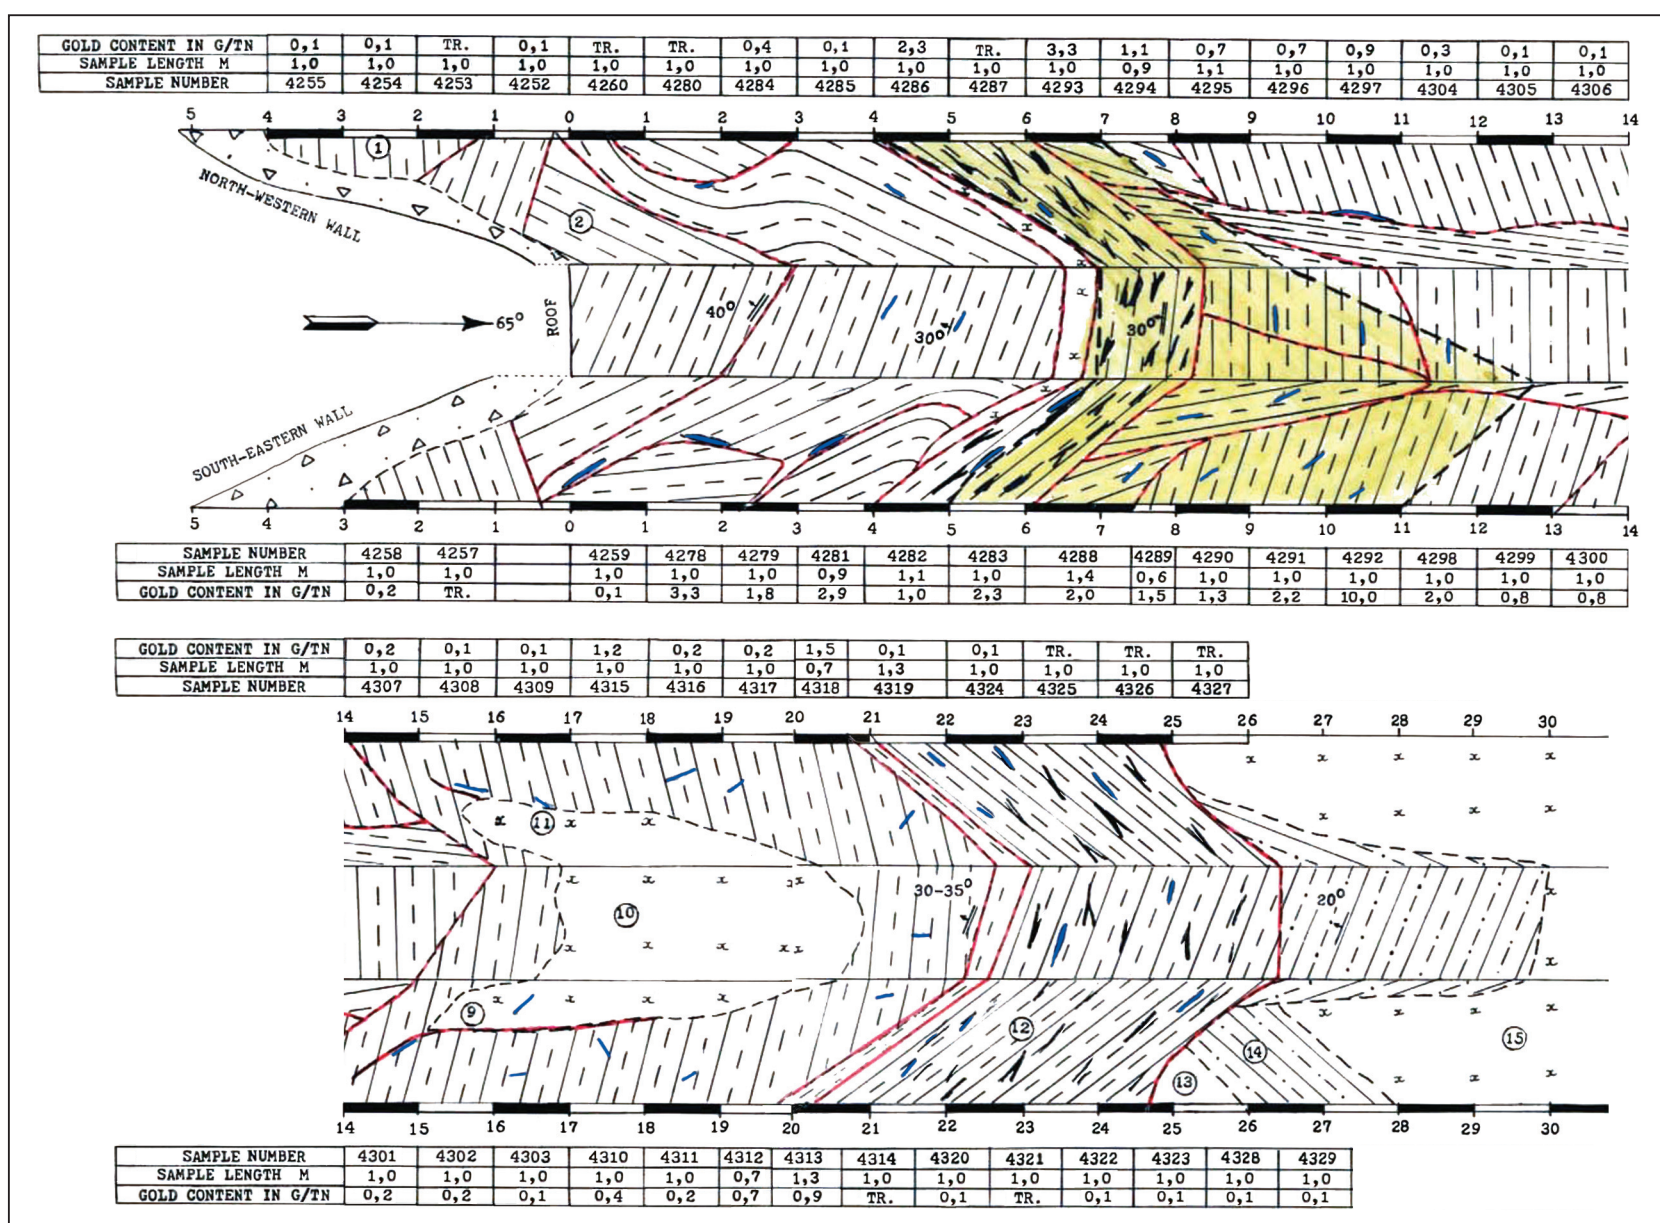 GOLD CONTENT IN G/TN 0,1 0,1 TR. 0,1 TR. TR. 0,4 0,1 2,3 TR. 3,3 1,1 0,7 0,7 0,9 0,3 0,1 0,1
SAMPLE LENGTH M 1,0 1,0 1,0 1,0 1,0 1,0 1,0 1,0 1,0 1,0 1,0 0,9 1,1 1,0 1,0 1,0 1,0 1,0
SAMPLE NUMBER 4255 4254 4253 4252 4260 4280 4284 4285 4286 4287 4293 4294 4295 4296 4297 4304 4305 4306
5 4 3 2 1 0 1 2 3 4 5 6 7 8 9 10 11 12 13 14
1
NORTH-WESTERN WALL
2
x
x
x
ROOF
65°
40°
30°
x
30°
x
x
x
SOUTH-EASTERN WALL
5 4 3 2 1 0 1 2 3 4 5 6 7 8 9 10 11 12 13 14
SAMPLE NUMBER 4258 4257 4259 4278 4279 4281 4282 4283 4288 4289 4290 4291 4292 4298 4299 4300
SAMPLE LENGTH M 1,0 1,0 1,0 1,0 1,0 0,9 1,1 1,0 1,4 0,6 1,0 1,0 1,0 1,0 1,0 1,0
GOLD CONTENT IN G/TN 0,2 TR. 0,1 3,3 1,8 2,9 1,0 2,3 2,0 1,5 1,3 2,2 10,0 2,0 0,8 0,8
GOLD CONTENT IN G/TN 0,2 0,1 0,1 1,2 0,2 0,2 1,5 0,1 0,1 TR. TR. TR.
SAMPLE LENGTH M 1,0 1,0 1,0 1,0 1,0 1,0 0,7 1,3 1,0 1,0 1,0 1,0
SAMPLE NUMBER 4307 4308 4309 4315 4316 4317 4318 4319 4324 4325 4326 4327
14 15 16 17 18 19 20 21 22 23 24 25 26 27 28 29 30
x x x x x
x x x x
x 11 x x
x x x x x
10
30-35°
20°
x x x x x x
x x x x
9
x x x x
12
14
15
13
x x x
14 15 16 17 18 19 20 21 22 23 24 25 26 27 28 29 30
SAMPLE NUMBER 4301 4302 4303 4310 4311 4312 4313 4314 4320 4321 4322 4323 4328 4329
SAMPLE LENGTH M 1,0 1,0 1,0 1,0 1,0 0,7 1,3 1,0 1,0 1,0 1,0 1,0 1,0 1,0
GOLD CONTENT IN G/TN 0,2 0,2 0,1 0,4 0,2 0,7 0,9 TR. 0,1 TR. 0,1 0,1 0,1 0,1